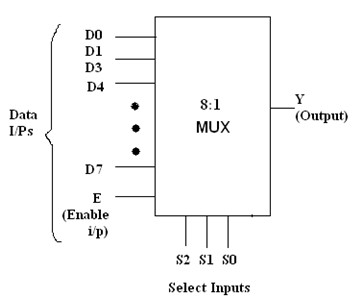 D0
D1
D3
D4
Data
I/Ps
D7
E
(Enable
i/p)
8:1
MUX
Y
(Output)
S2 S1 S0
Select Inputs